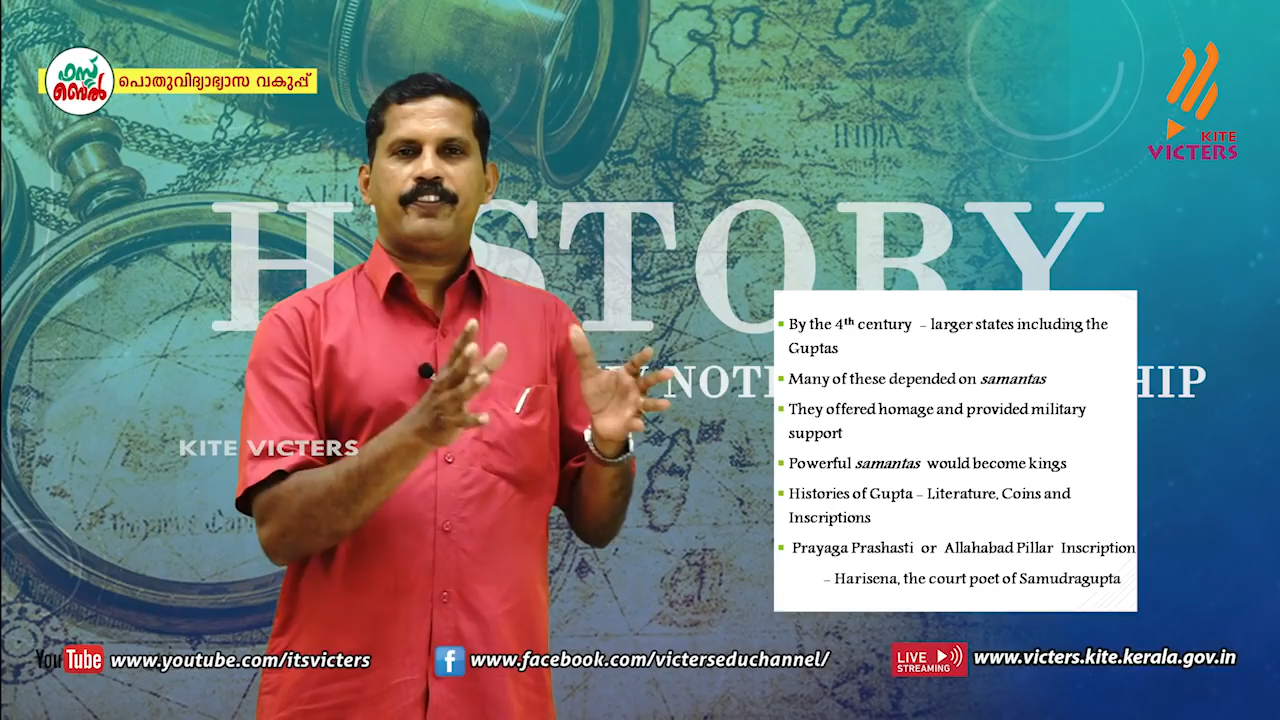 ഫസ്റ്റ്
ബെൽ
പൊതുവിദ്യാഭ്യാസ വകുപ്പ്
KITE
VICTERS
HISTORY
KITE VICTERS
By the 4th century – larger states including the
Guptas
Many of these depended on samantas
They offered homage and provided military
support
Powerful samantas would become kings
Histories of Gupta – Literature, Coins and
Inscriptions
Prayaga Prashasti or Allahabad Pillar Inscription
– Harisena, the court poet of Samudragupta
YouTube www.youtube.com/itsvicters
f www.facebook.com/victerseduchannel/
LIVE
STREAMING
www.victers.kite.kerala.gov.in